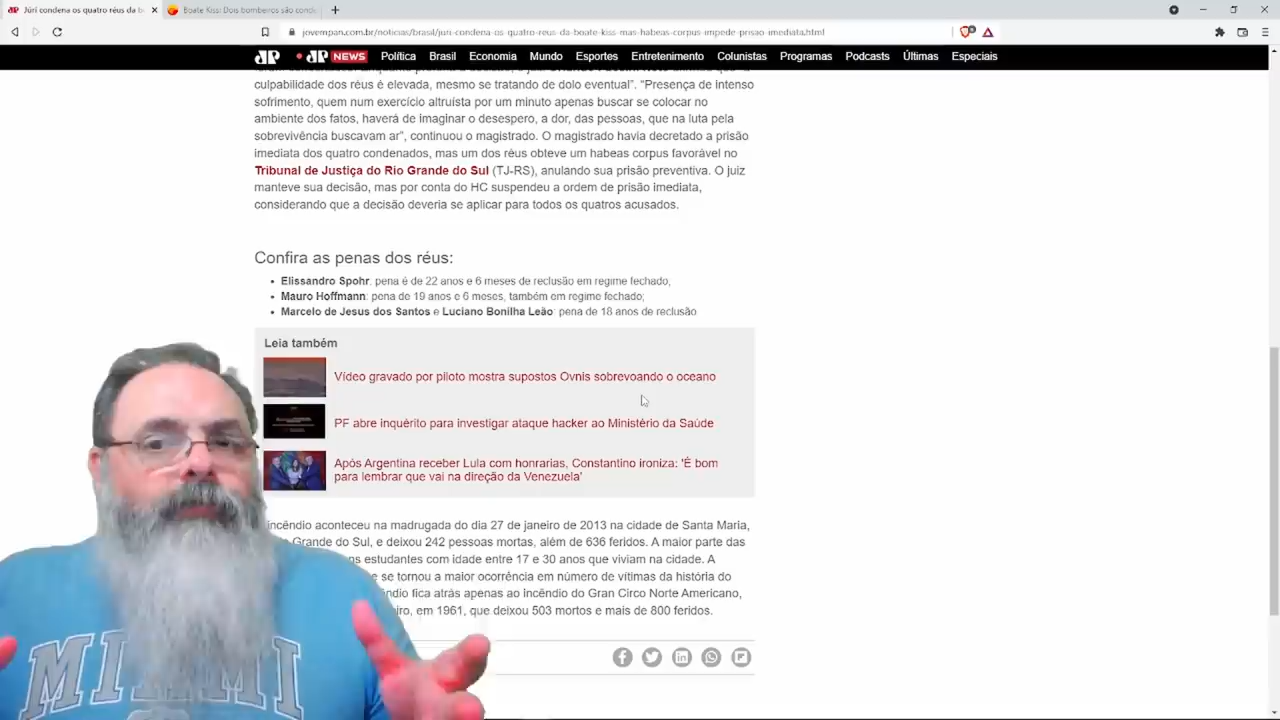 Júri condena os quatro réus da b
Boate Kiss: Dois bombeiros são cond
jovempan.com.br/noticias/brasil/juri-condena-os-quatro-reus-da-boate-kiss-mas-habeas-corpus-impede-prisao-imediata.html
JP JP NEWS Política Brasil Economia Mundo Esportes Entretenimento Colunistas Programas Podcasts Últimas Especiais
culpabilidade dos réus é elevada, mesmo se tratando de dolo eventual”. “Presença de intenso
sofrimento, quem num exercício altruísta por um minuto apenas buscar se colocar no
ambiente dos fatos, haverá de imaginar o desespero, a dor, das pessoas, que na luta pela
sobrevivência buscavam ar”, continuou o magistrado. O magistrado havia decretado a prisão
imediata dos quatro condenados, mas um dos réus obteve um habeas corpus favorável no
Tribunal de Justiça do Rio Grande do Sul (TJ-RS), anulando sua prisão preventiva. O juiz
manteve sua decisão, mas por conta do HC suspendeu a ordem de prisão imediata,
considerando que a decisão deveria se aplicar para todos os quatros acusados.
Confira as penas dos réus:
Elissandro Spohr: pena é de 22 anos e 6 meses de reclusão em regime fechado;
Mauro Hoffmann: pena de 19 anos e 6 meses, também em regime fechado;
Marcelo de Jesus dos Santos e Luciano Bonilha Leão: pena de 18 anos de reclusão
Leia também
Vídeo gravado por piloto mostra supostos Ovnis sobrevoando o oceano
PF abre inquérito para investigar ataque hacker ao Ministério da Saúde
Após Argentina receber Lula com honrarias, Constantino ironiza: 'É bom
para lembrar que vai na direção da Venezuela'
incêndio aconteceu na madrugada do dia 27 de janeiro de 2013 na cidade de Santa Maria,
Grande do Sul, e deixou 242 pessoas mortas, além de 636 feridos. A maior parte das
estudantes com idade entre 17 e 30 anos que viviam na cidade. A
se tornou a maior ocorrência em número de vítimas da história do
fica atrás apenas ao incêndio do Gran Circo Norte Americano,
em 1961, que deixou 503 mortos e mais de 800 feridos.
MIAMI